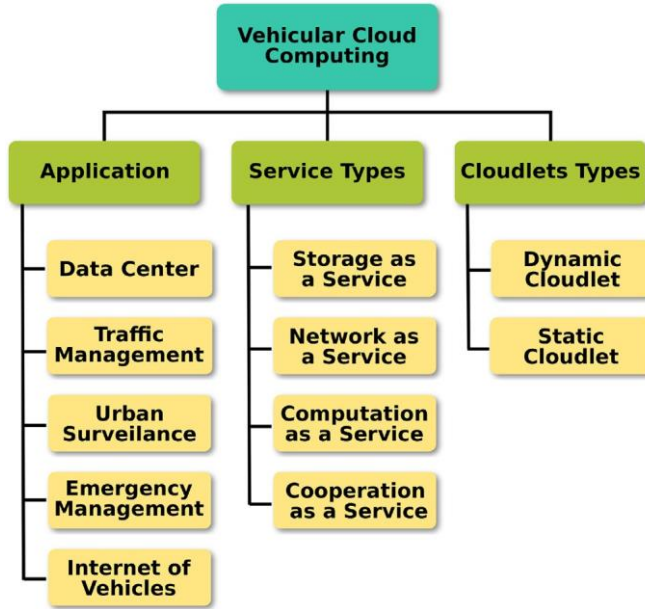 Vehicular Cloud
Computing
Application
Service Types
Cloudlets Types
Data Center
Traffic
Management
Urban
Surveilance
Emergency
Management
Internet of
Vehicles
Storage as
a Service
Network as
a Service
Computation
as a Service
Cooperation
as a Service
Dynamic
Cloudlet
Static
Cloudlet